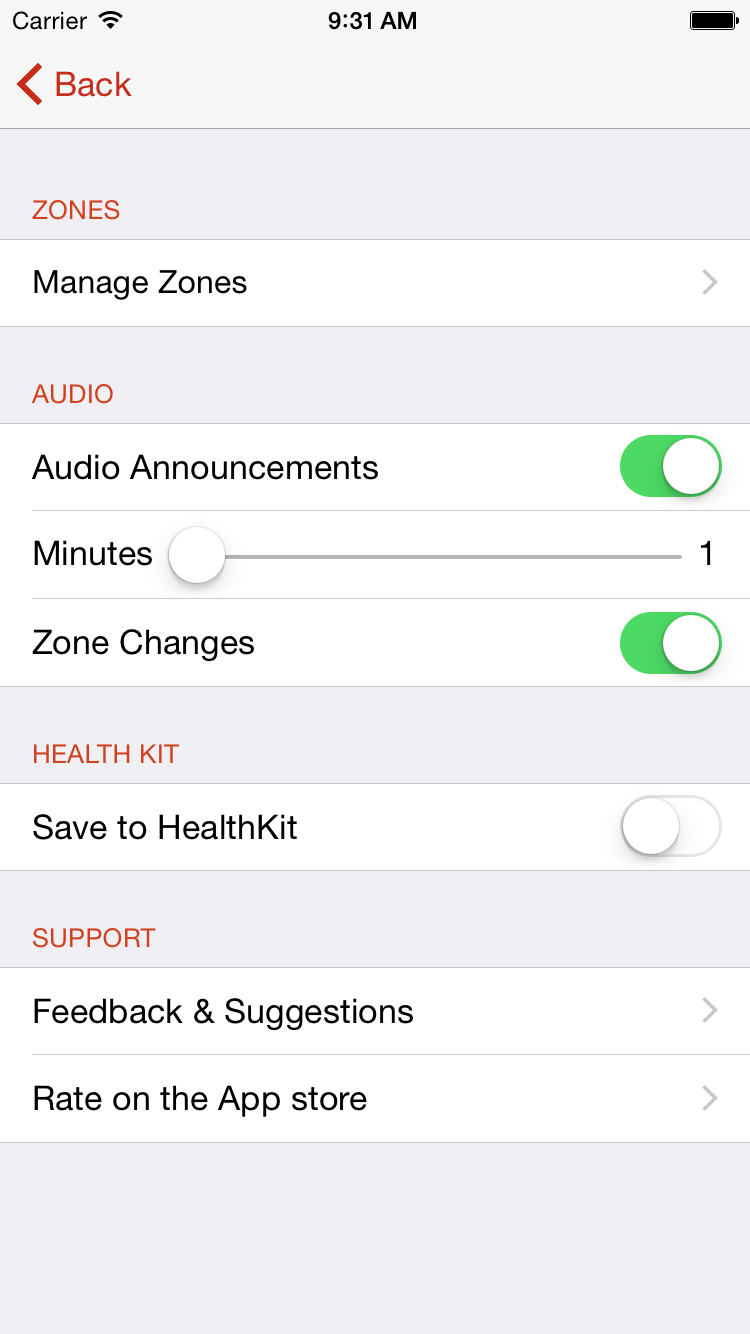 Carrier 9:31 AM
Back
ZONES
Manage Zones
AUDIO
Audio Announcements
Minutes 1
Zone Changes
HEALTH KIT
Save to HealthKit
SUPPORT
Feedback & Suggestions
Rate on the App store